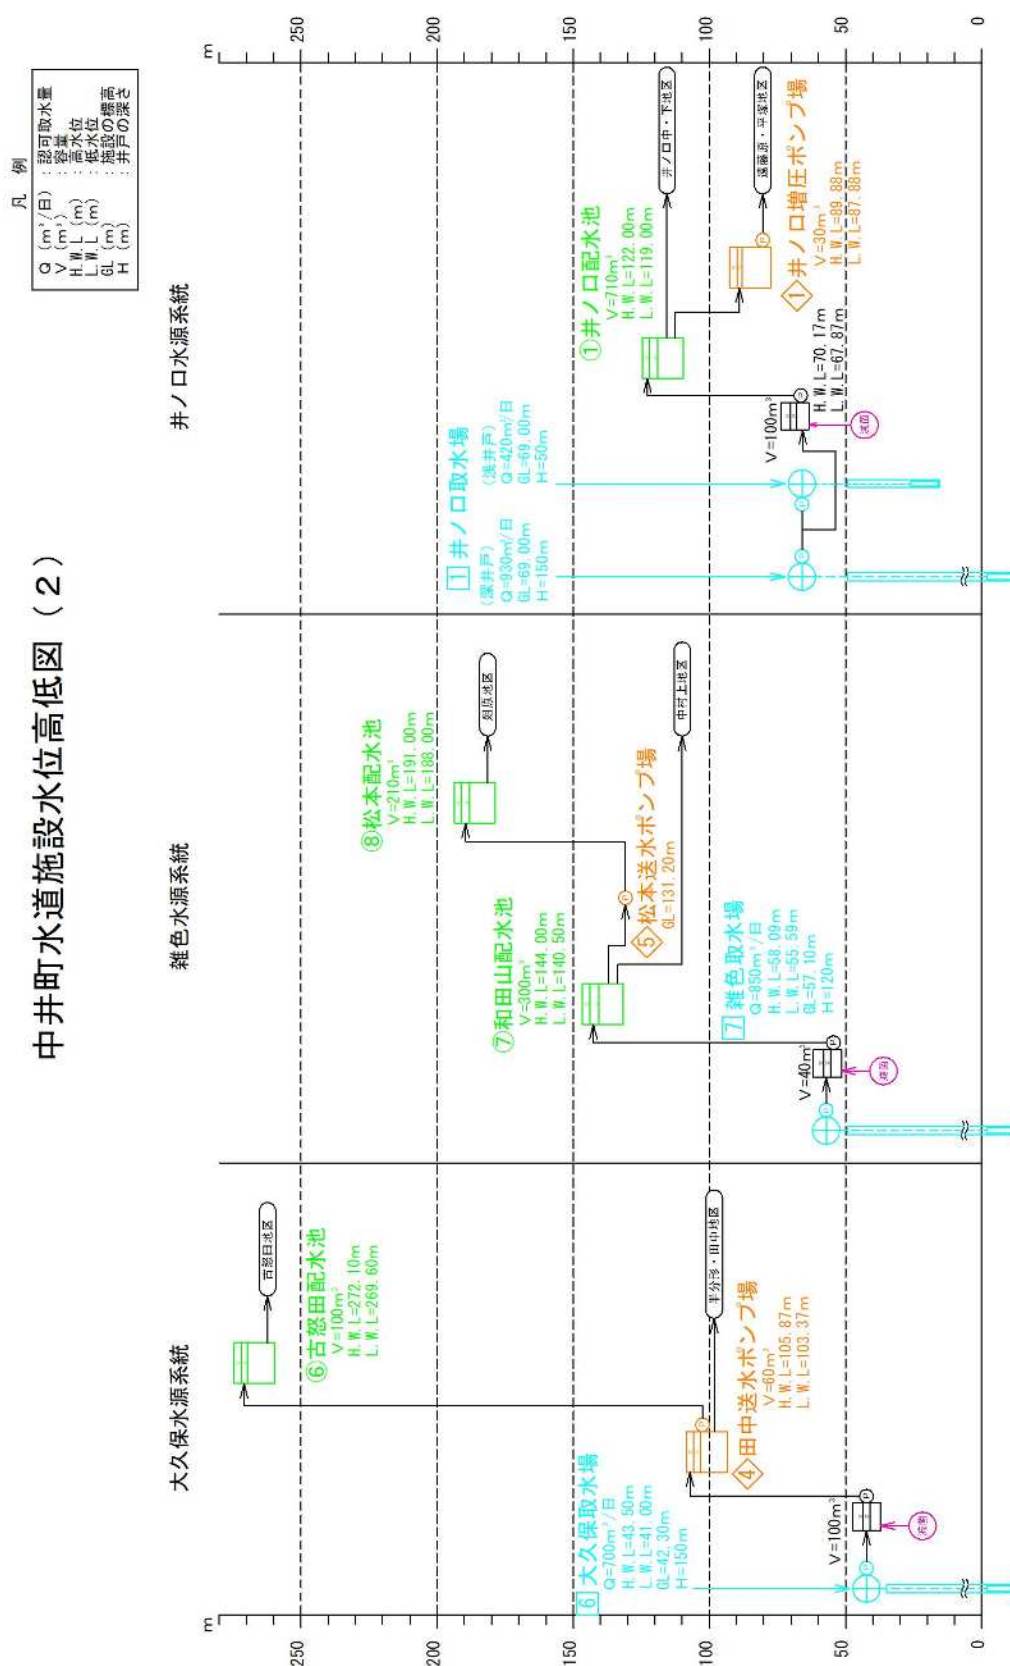 中井町水道施設水位高低図（２）
凡 例
Q (m³/日) : 認可取水量
V (m³) : 容量
H.W.L (m) : 高水位
L.W.L (m) : 低水位
GL (m) : 施設の標高
H (m) : 井戸の深さ
大久保水源系統
雑色水源系統
井ノ口水源系統
m
250
200
150
100
50
0
⑥古怒田配水池
V=100m³
H.W.L=272.10m
L.W.L=269.60m
古怒田地区
6 大久保取水場
Q=700m³/日
H.W.L=43.50m
L.W.L=41.00m
GL=42.30m
H=150m
4 田中送水ポンプ場
V=60m³
H.W.L=105.87m
L.W.L=103.37m
半分形・田中地区
P
P
P
V=100m³
滅菌
⑧松本配水池
V=210m³
H.W.L=191.00m
L.W.L=188.00m
⑦和田山配水池
V=300m³
H.W.L=144.00m
L.W.L=140.50m
P
5 松本送水ポンプ場
GL=131.20m
中村上地区
7 雑色取水場
Q=850m³/日
H.W.L=58.09m
L.W.L=55.59m
GL=57.10m
H=120m
V=40m³
P
P
滅菌
1 井ノ口取水場
(深井戸)
Q=930m³/日
GL=69.00m
H=150m
(浅井戸)
Q=420m³/日
GL=69.00m
H=50m
①井ノ口配水池
V=710m³
H.W.L=122.00m
L.W.L=119.00m
井ノ口中・下地区
遠藤原・平塚地区
1 井ノ口増圧ポンプ場
V=30m³
H.W.L=89.88m
L.W.L=87.88m
V=100m³
H.W.L=70.17m
L.W.L=67.87m
P
P
P
P
滅菌
m
250
200
150
100
50
0